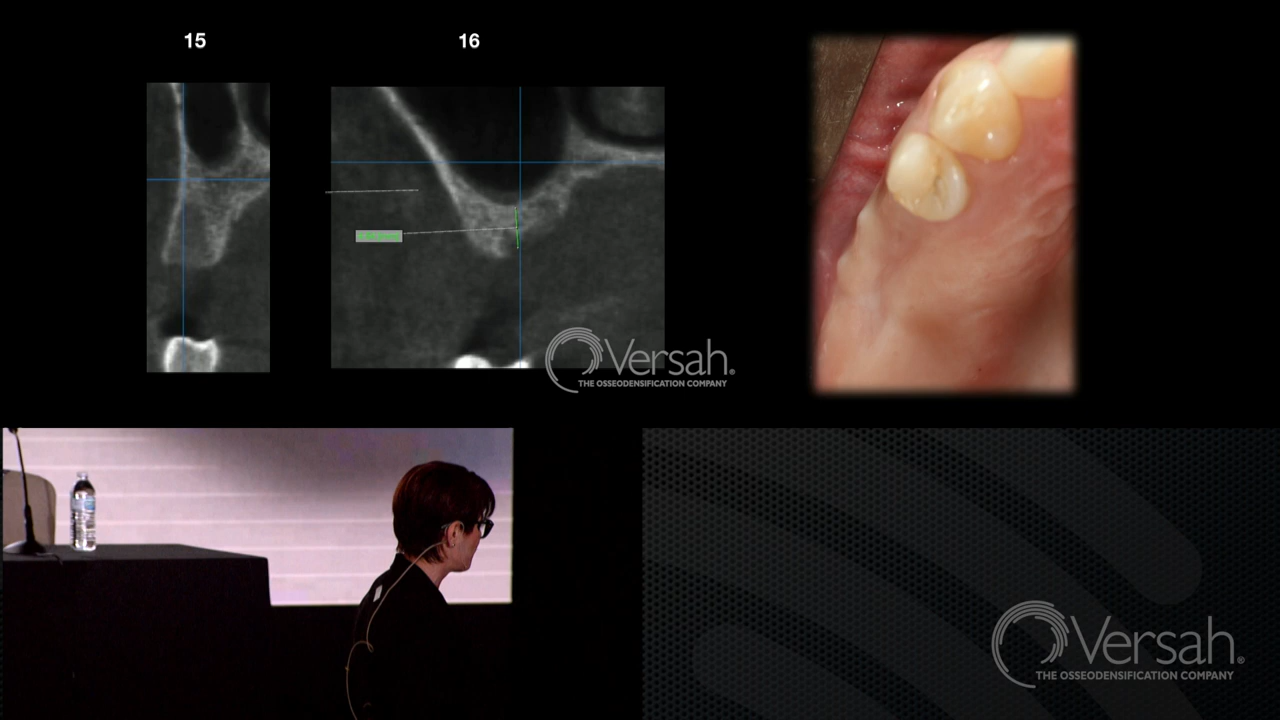 15
16
Versah®
THE OSSEODENSIFICATION COMPANY
Versah®
THE OSSEODENSIFICATION COMPANY